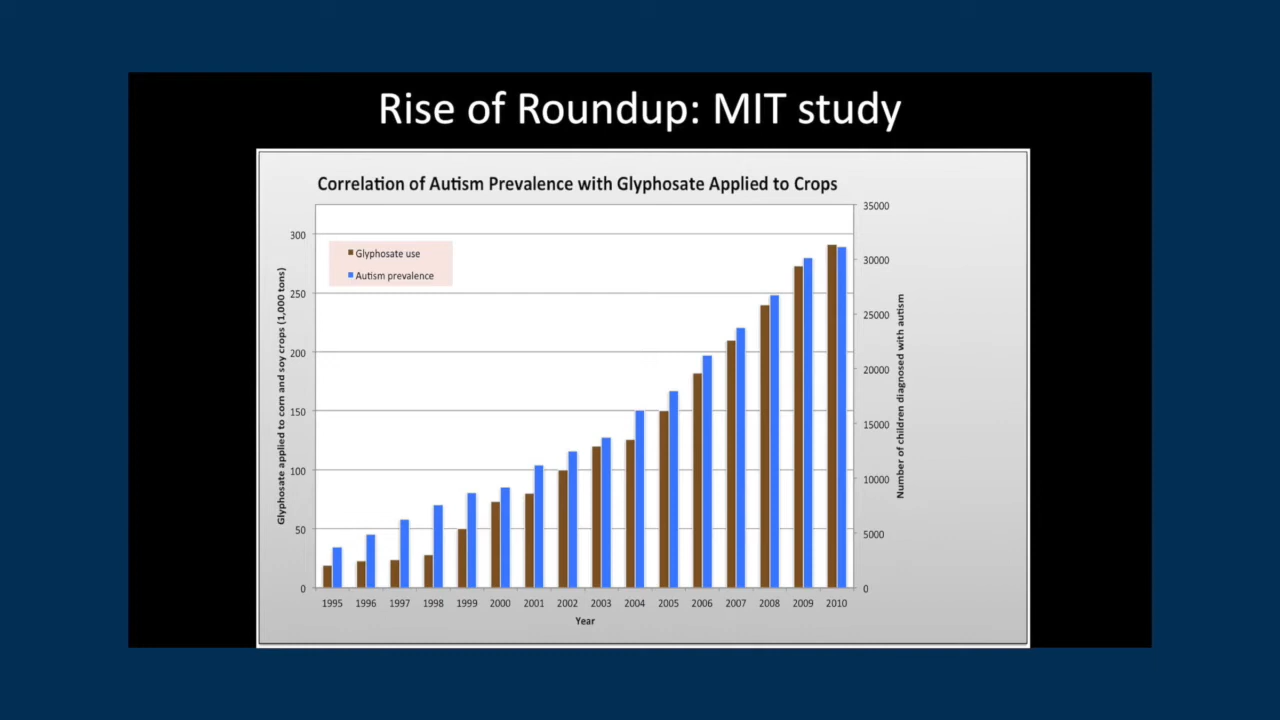 Rise of Roundup: MIT study
Correlation of Autism Prevalence with Glyphosate Applied to Crops
Glyphosate use
Autism prevalence
Glyphosate applied to corn and soy crops (1,000 tons)
300
250
200
150
100
50
0
35000
30000
25000
20000
15000
10000
5000
0
Number of children diagnosed with autism
1995 1996 1997 1998 1999 2000 2001 2002 2003 2004 2005 2006 2007 2008 2009 2010
Year